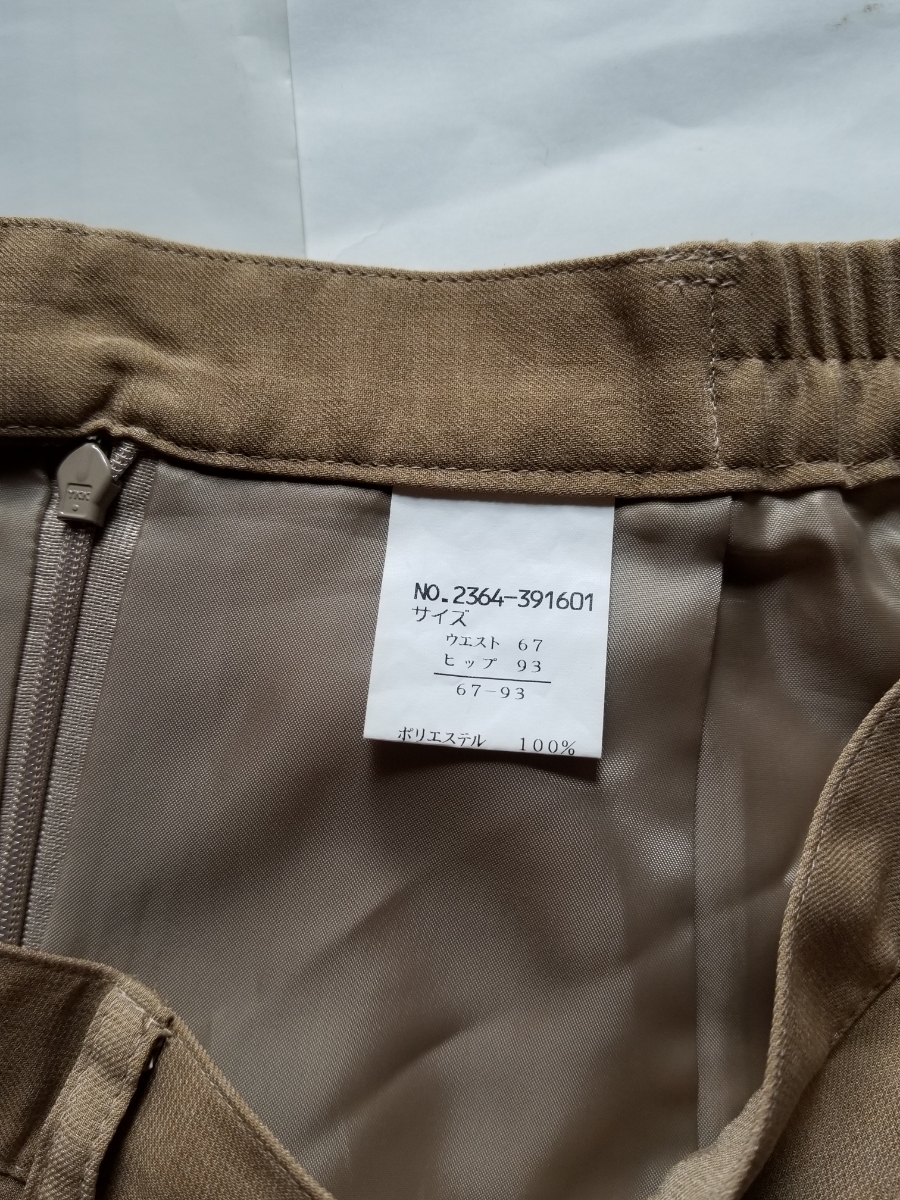 YKK
NO.2364-391601
サイズ
ウエスト 67
ヒップ 93
67-93
ポリエステル 100%